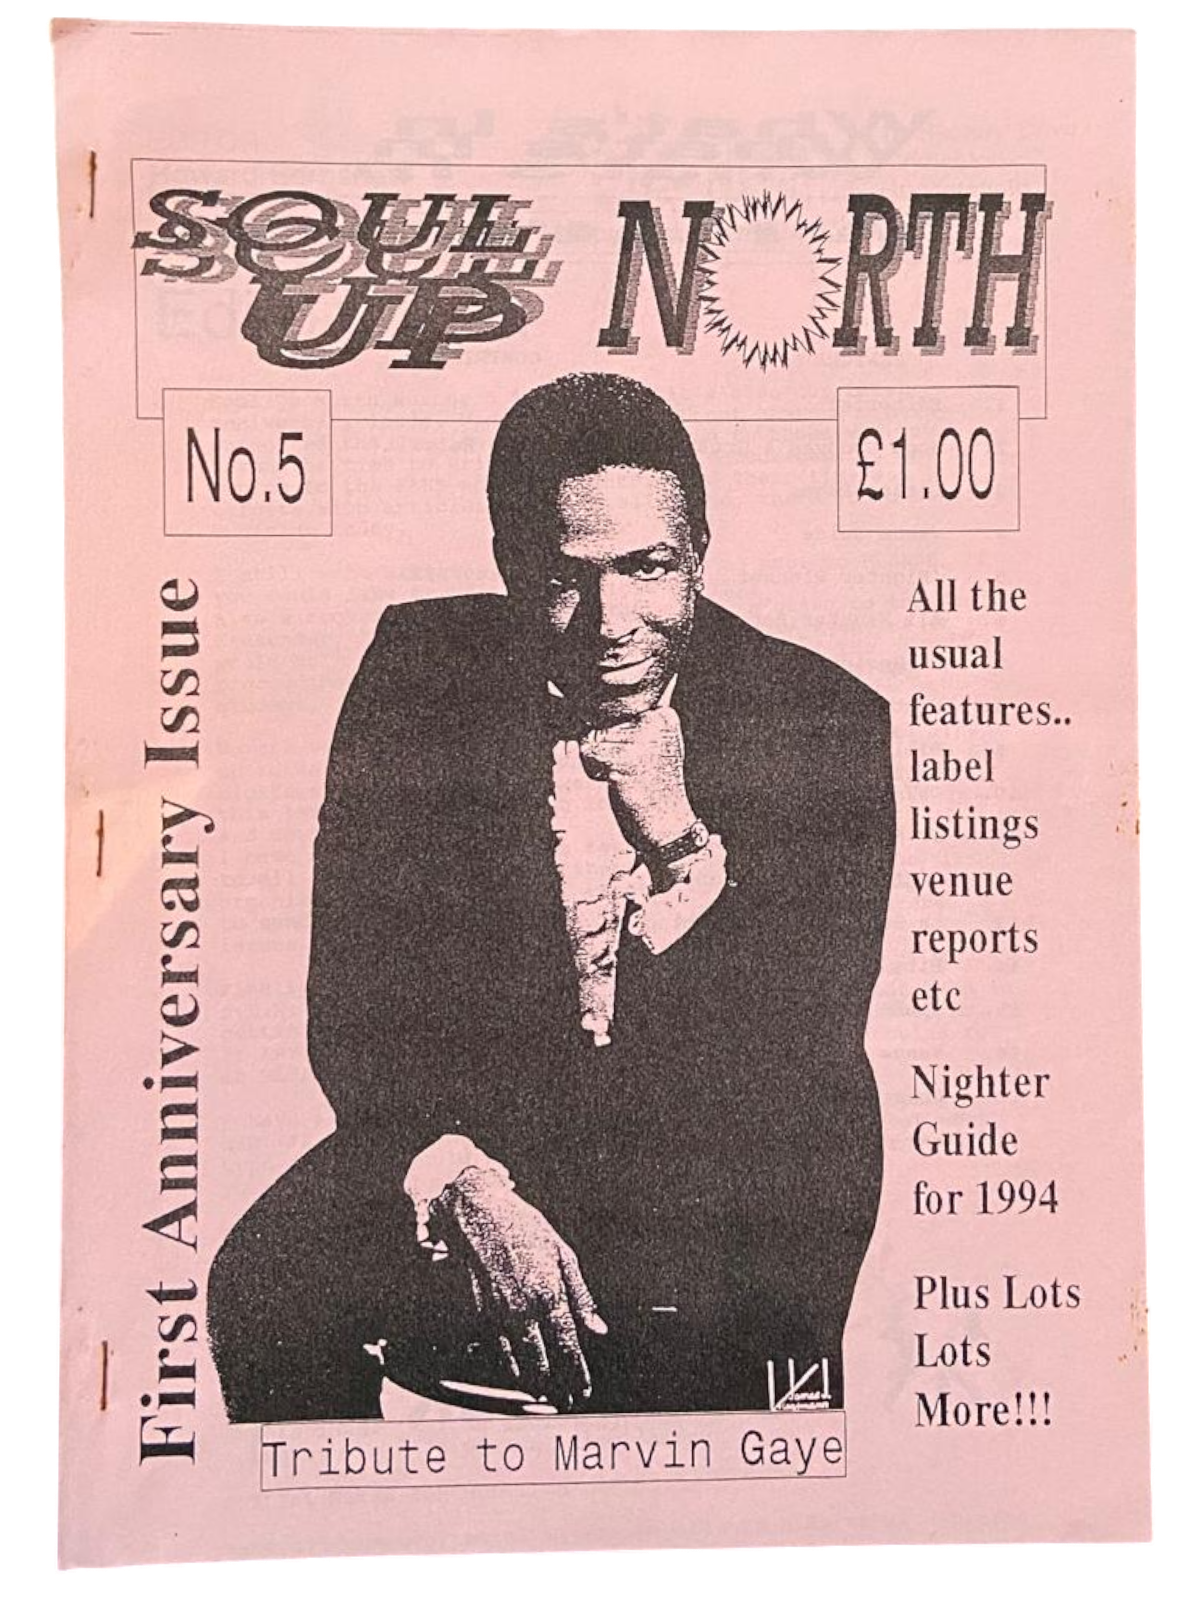 SOUL
UP
NORTH
No.5
£1.00
First Anniversary Issue
All the
usual
features..
label
listings
venue
reports
etc
Nighter
Guide
for 1994
Plus Lots
Lots
More!!!
James J.
Tribute to Marvin Gaye